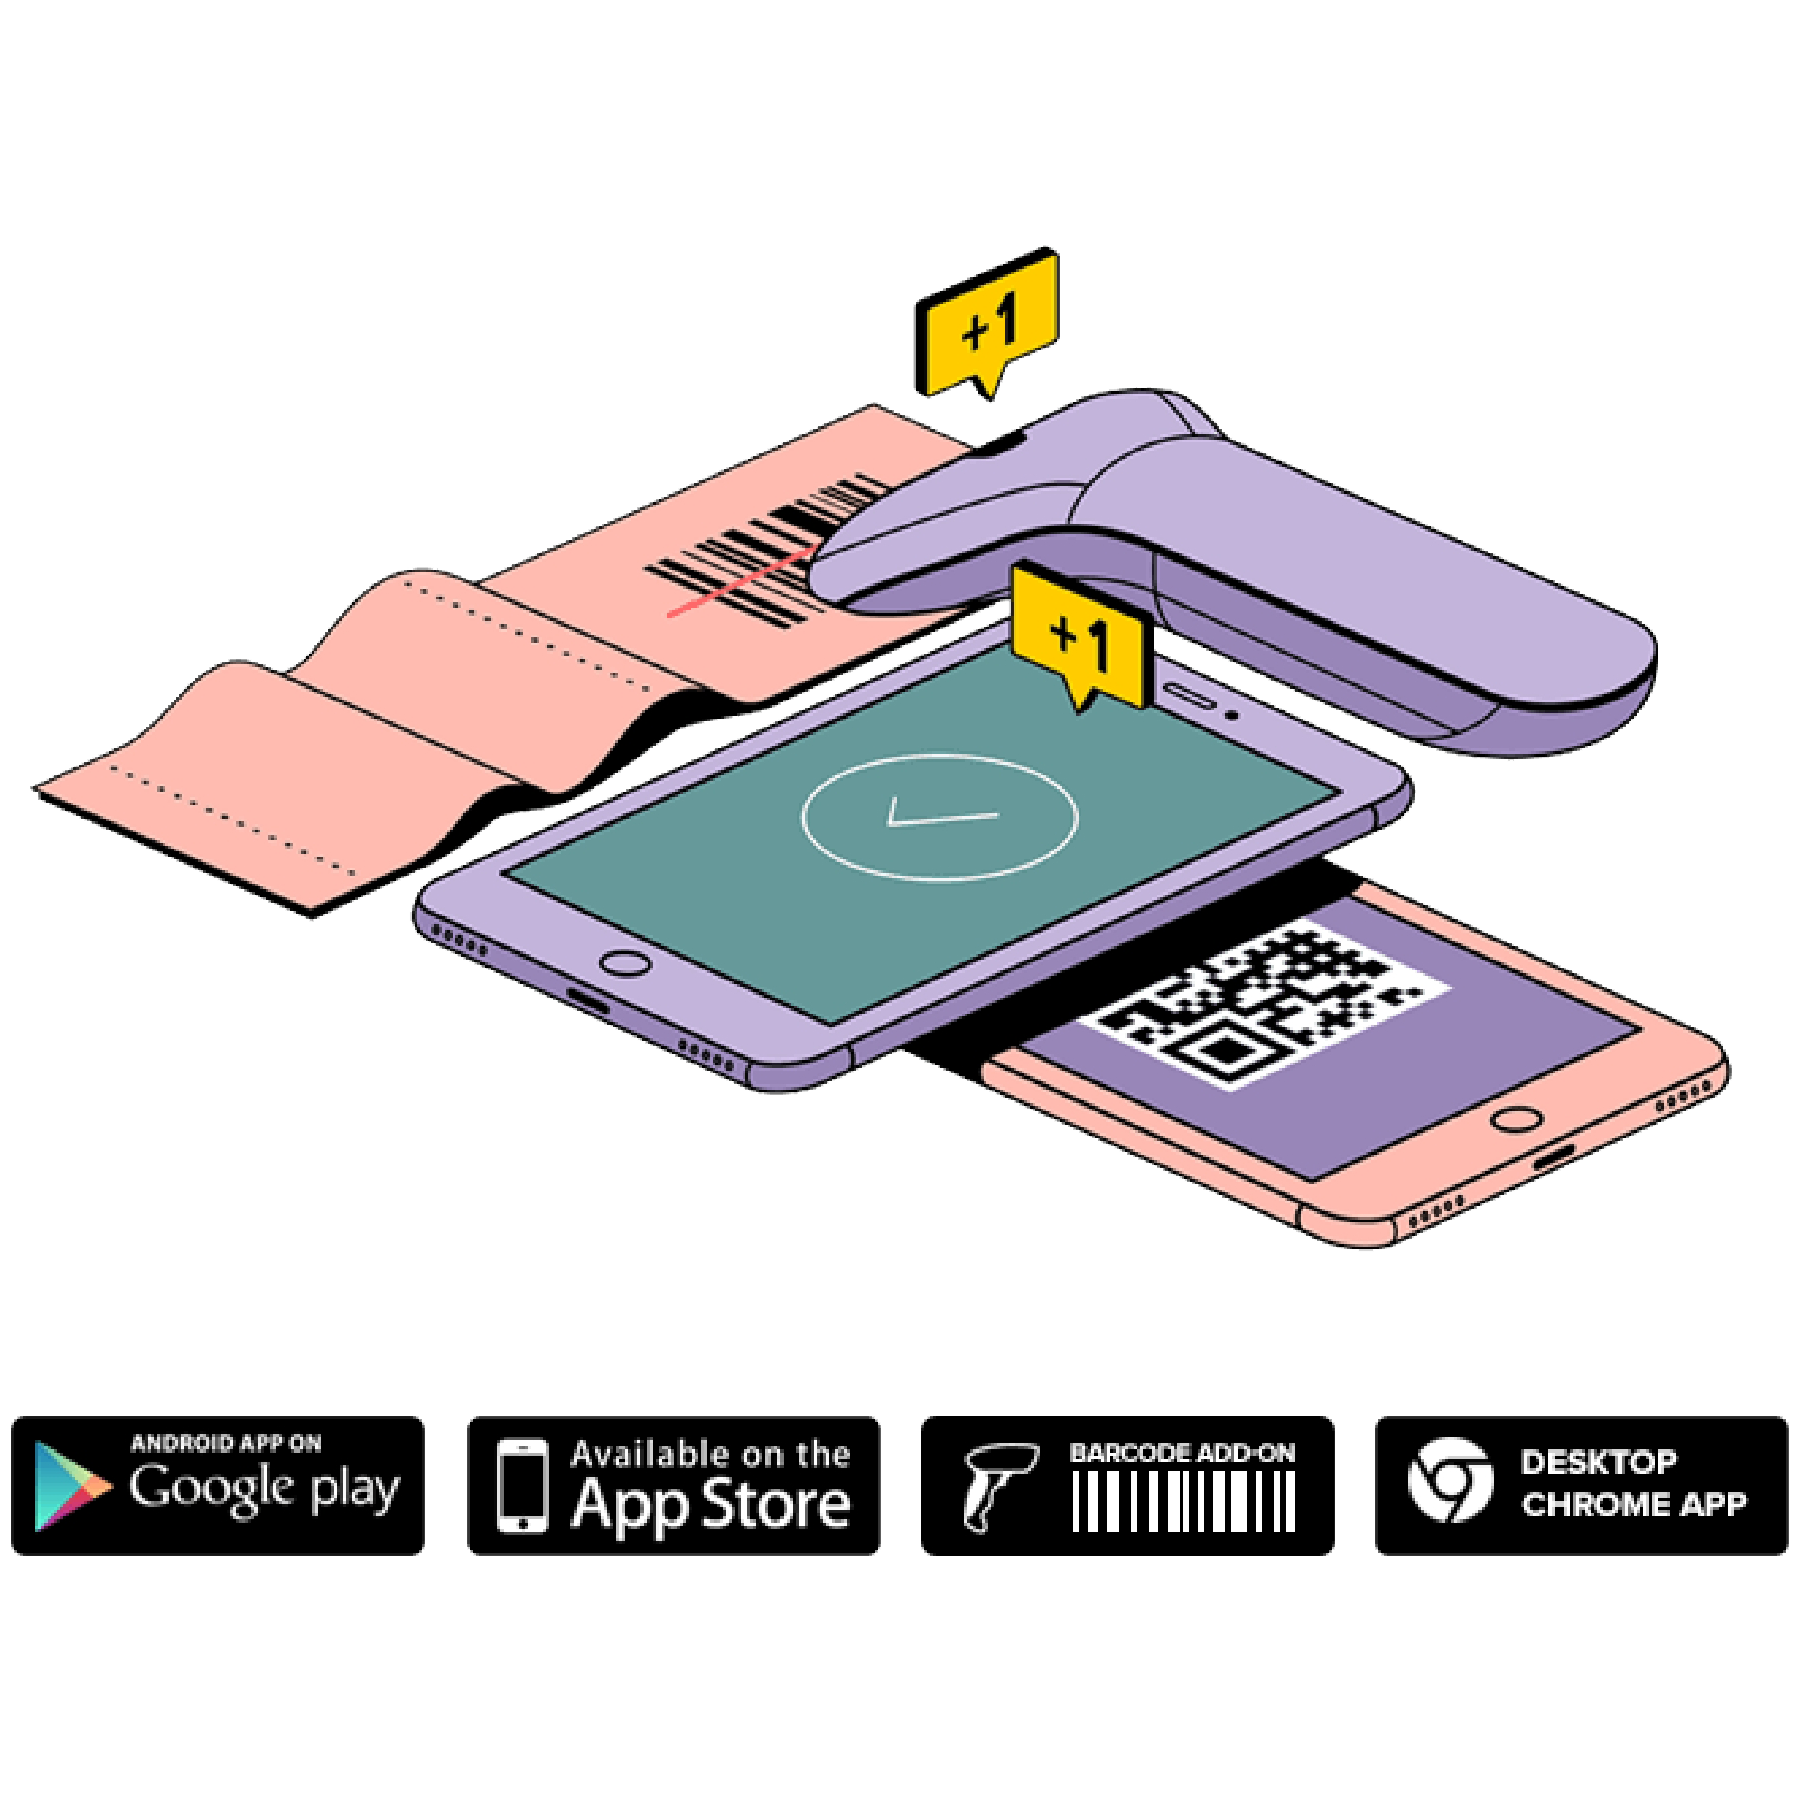 +1
+1
ANDROID APP ON
Google play
Available on the
App Store
BARCODE ADD-ON
DESKTOP
CHROME APP